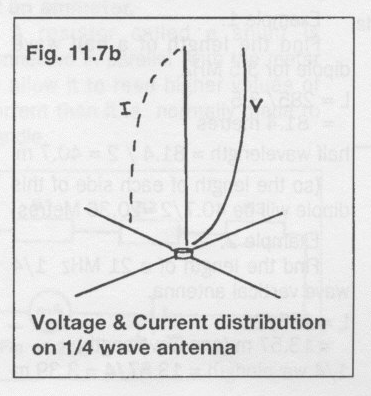 Fig. 11.7b
I
V
Voltage & Current distribution
on 1/4 wave antenna